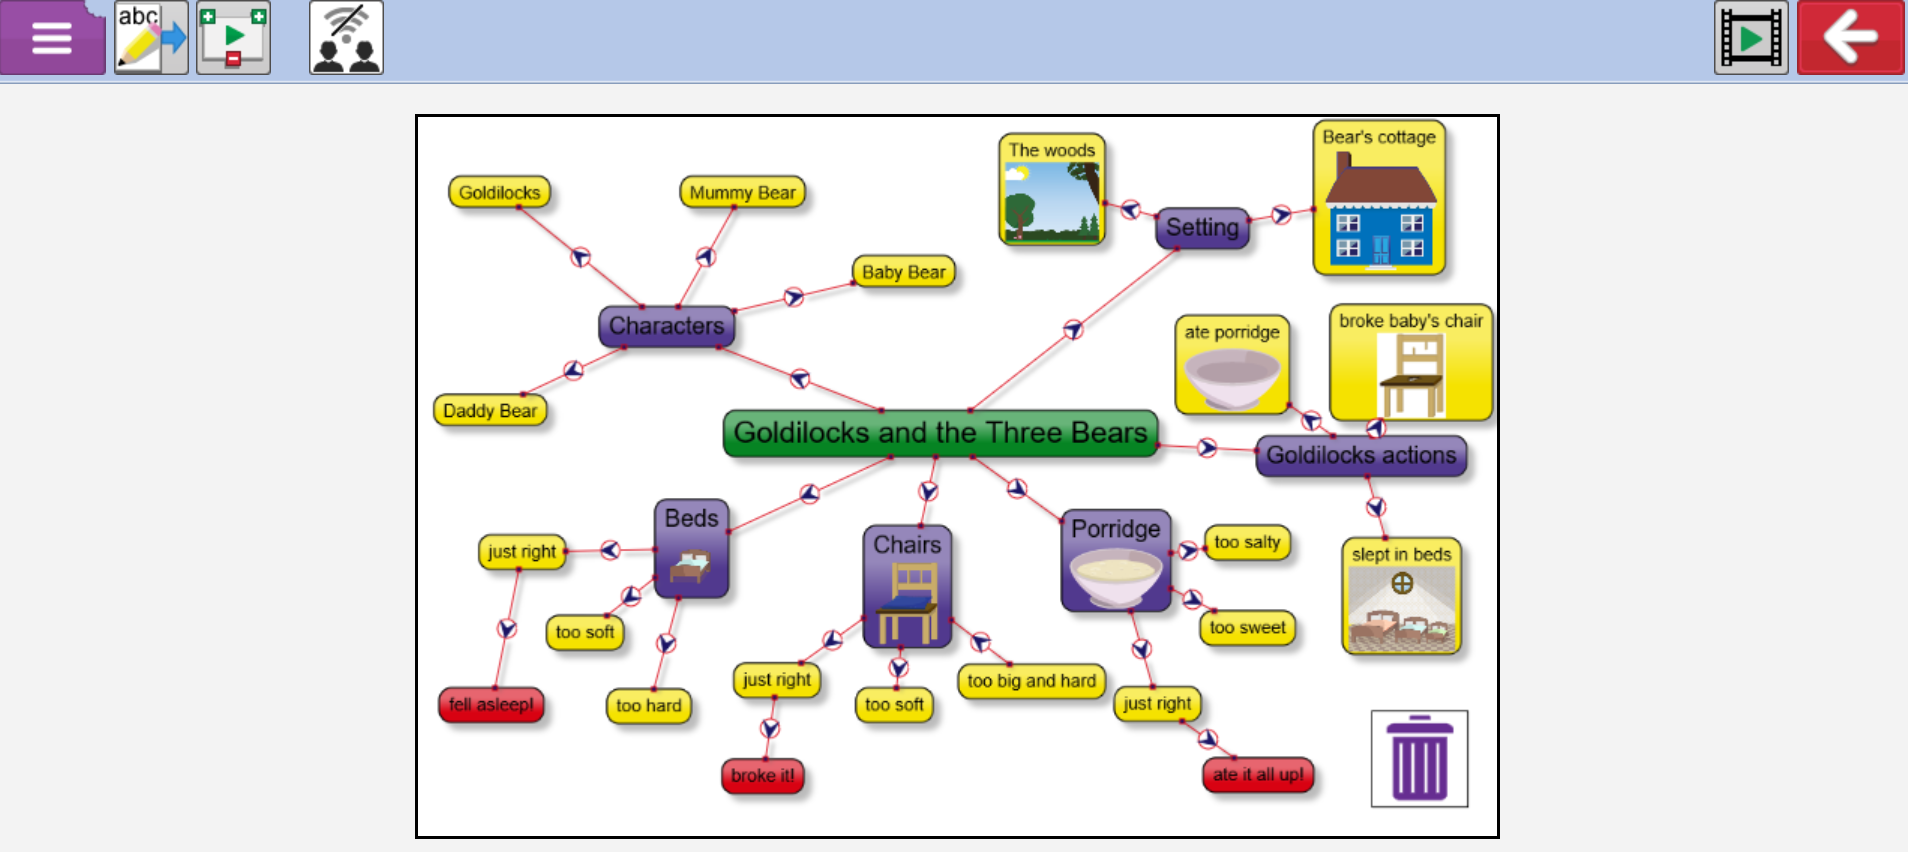 abc
The woods
Bear's cottage
Goldilocks
Mummy Bear
Setting
Baby Bear
Characters
ate porridge
broke baby's chair
Daddy Bear
Goldilocks and the Three Bears
Goldilocks actions
Beds
Chairs
Porridge
just right
too salty
slept in beds
too soft
too sweet
just right
too big and hard
fell asleep!
too hard
too soft
just right
broke it!
ate it all up!